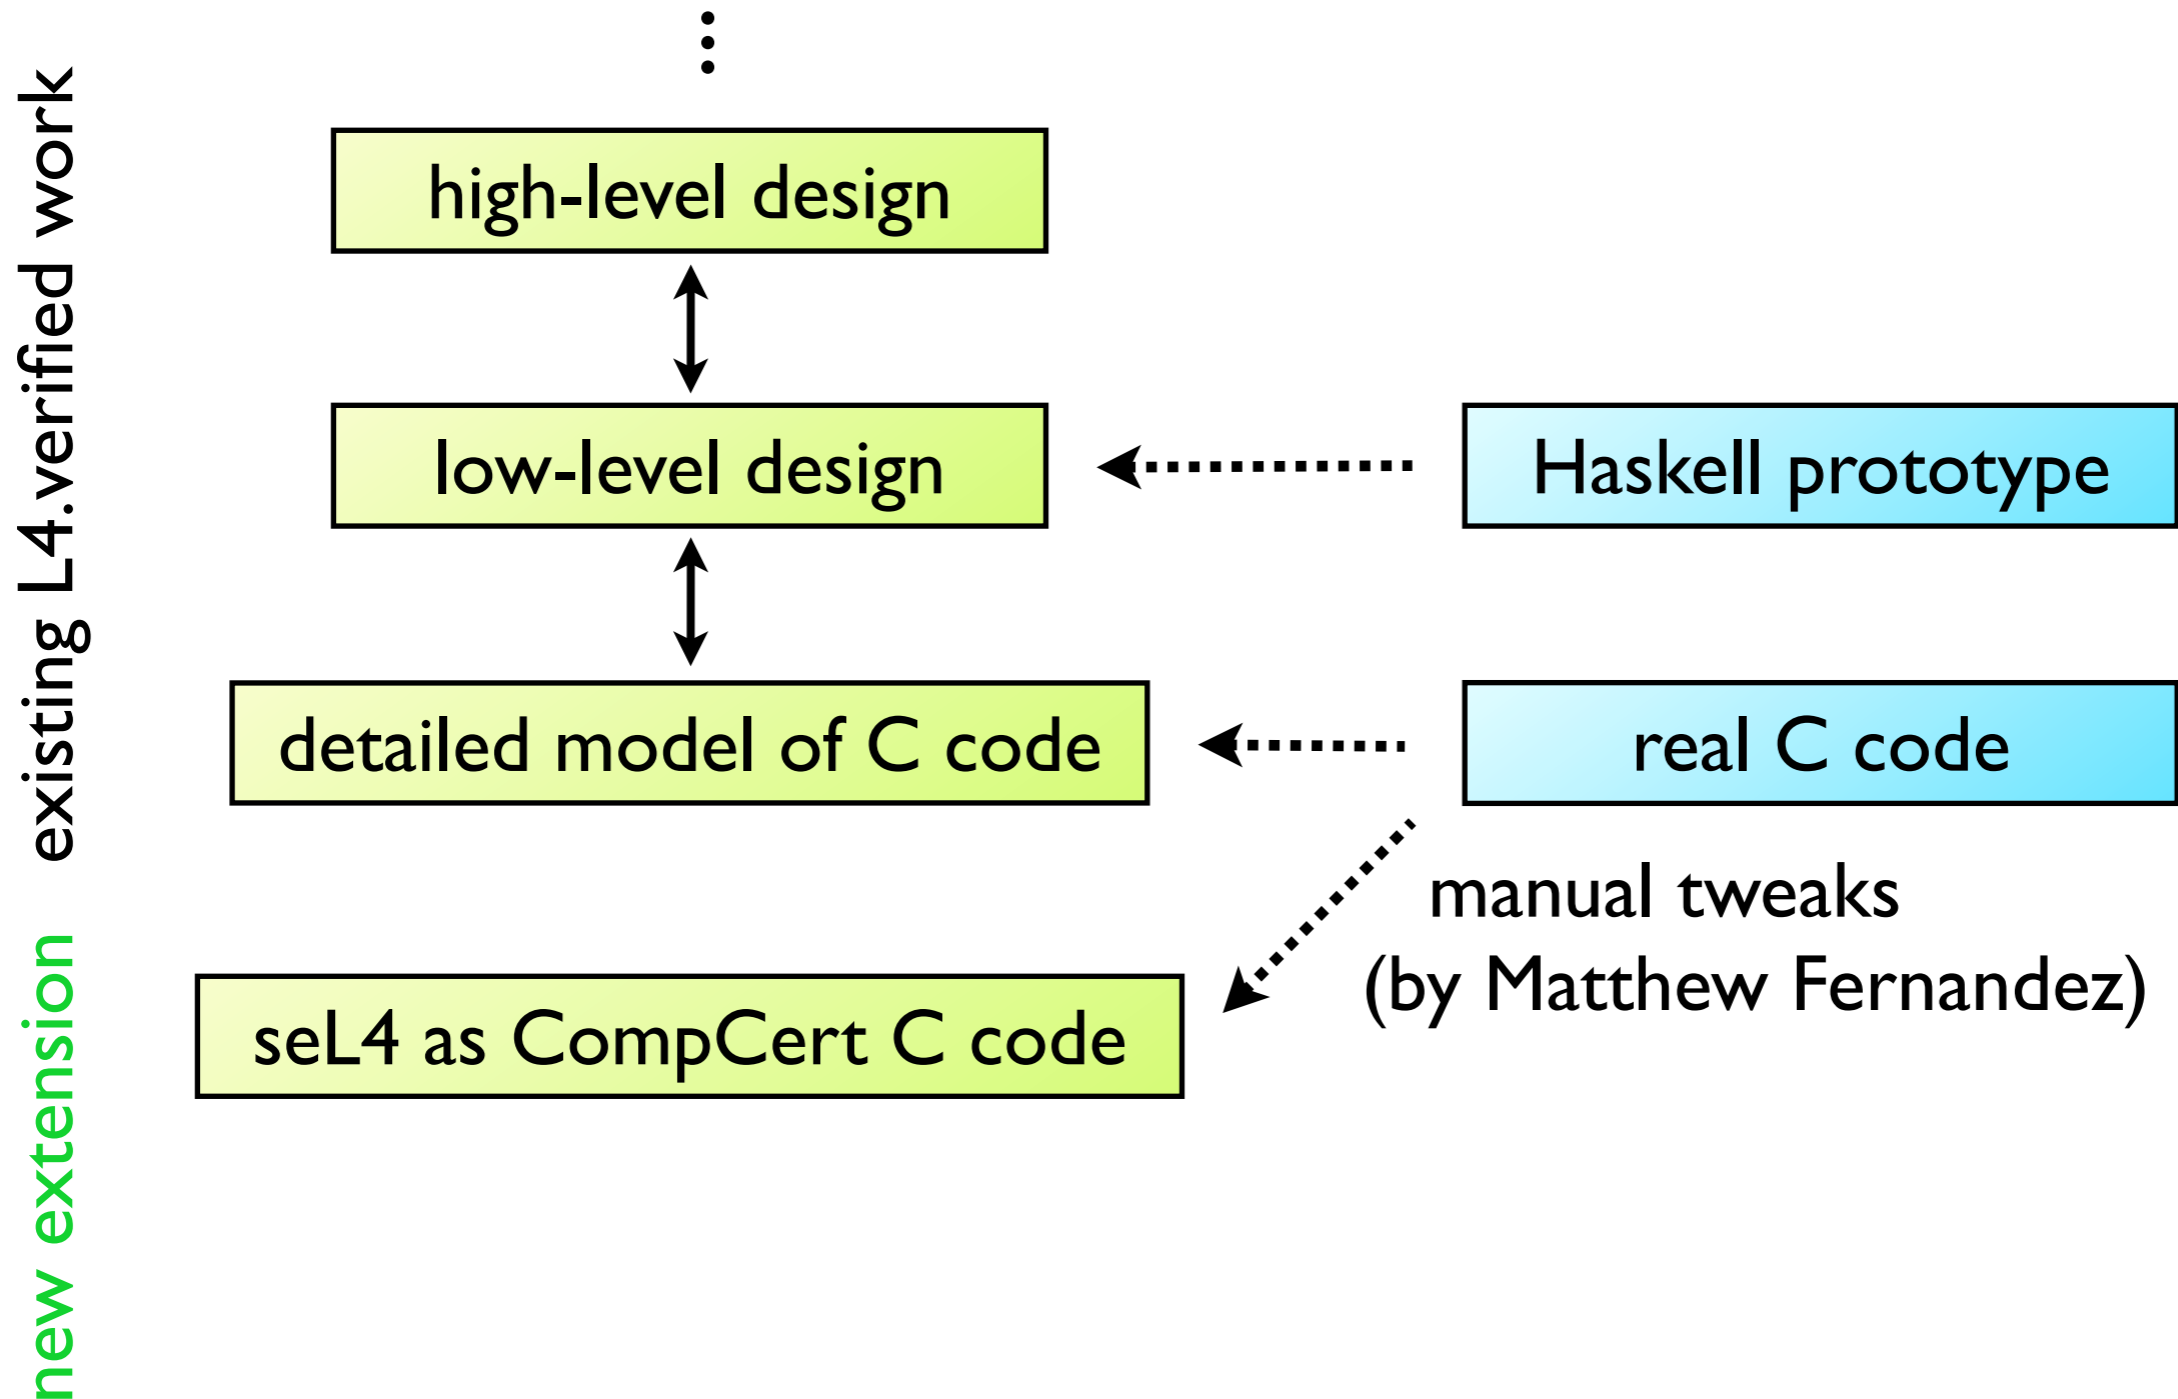 existing L4.verified work
new extension
high-level design
low-level design
Haskell prototype
detailed model of C code
real C code
manual tweaks
(by Matthew Fernandez)
seL4 as CompCert C code